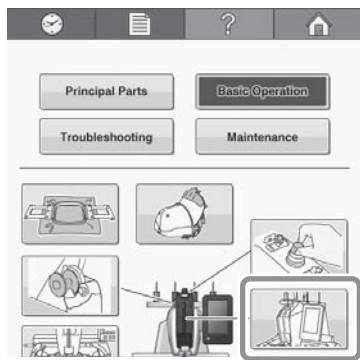 ?
Principal Parts
Basic Operation
Troubleshooting
Maintenance